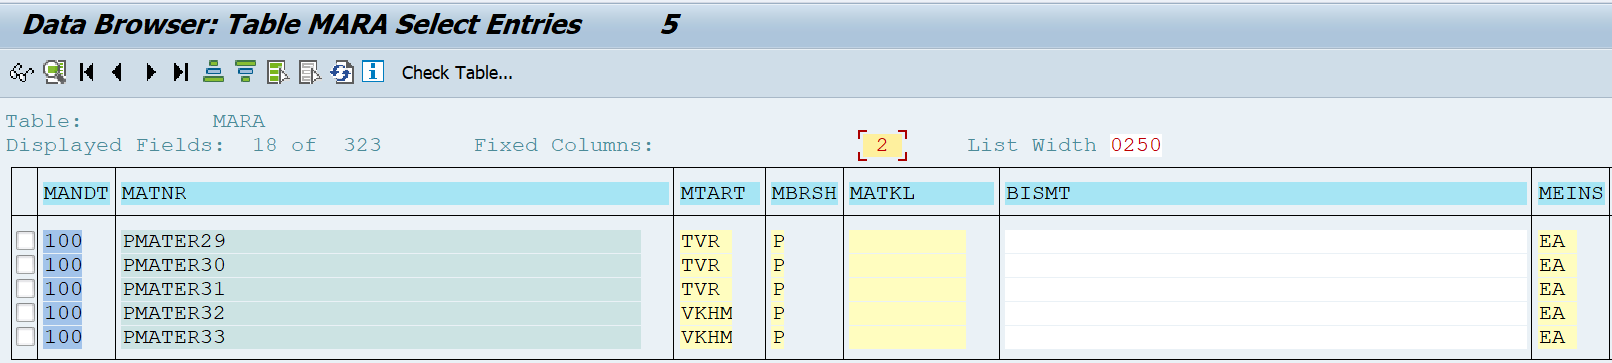 Data Browser: Table MARA Select Entries 5
Check Table...
Table: MARA
Displayed Fields: 18 of 323 Fixed Columns: 2 List Width 0250
MANDT MATNR MTART MBRSH MATKL BISMT MEINS
100 PMATER29 TVR P EA
100 PMATER30 TVR P EA
100 PMATER31 TVR P EA
100 PMATER32 VKHM P EA
100 PMATER33 VKHM P EA